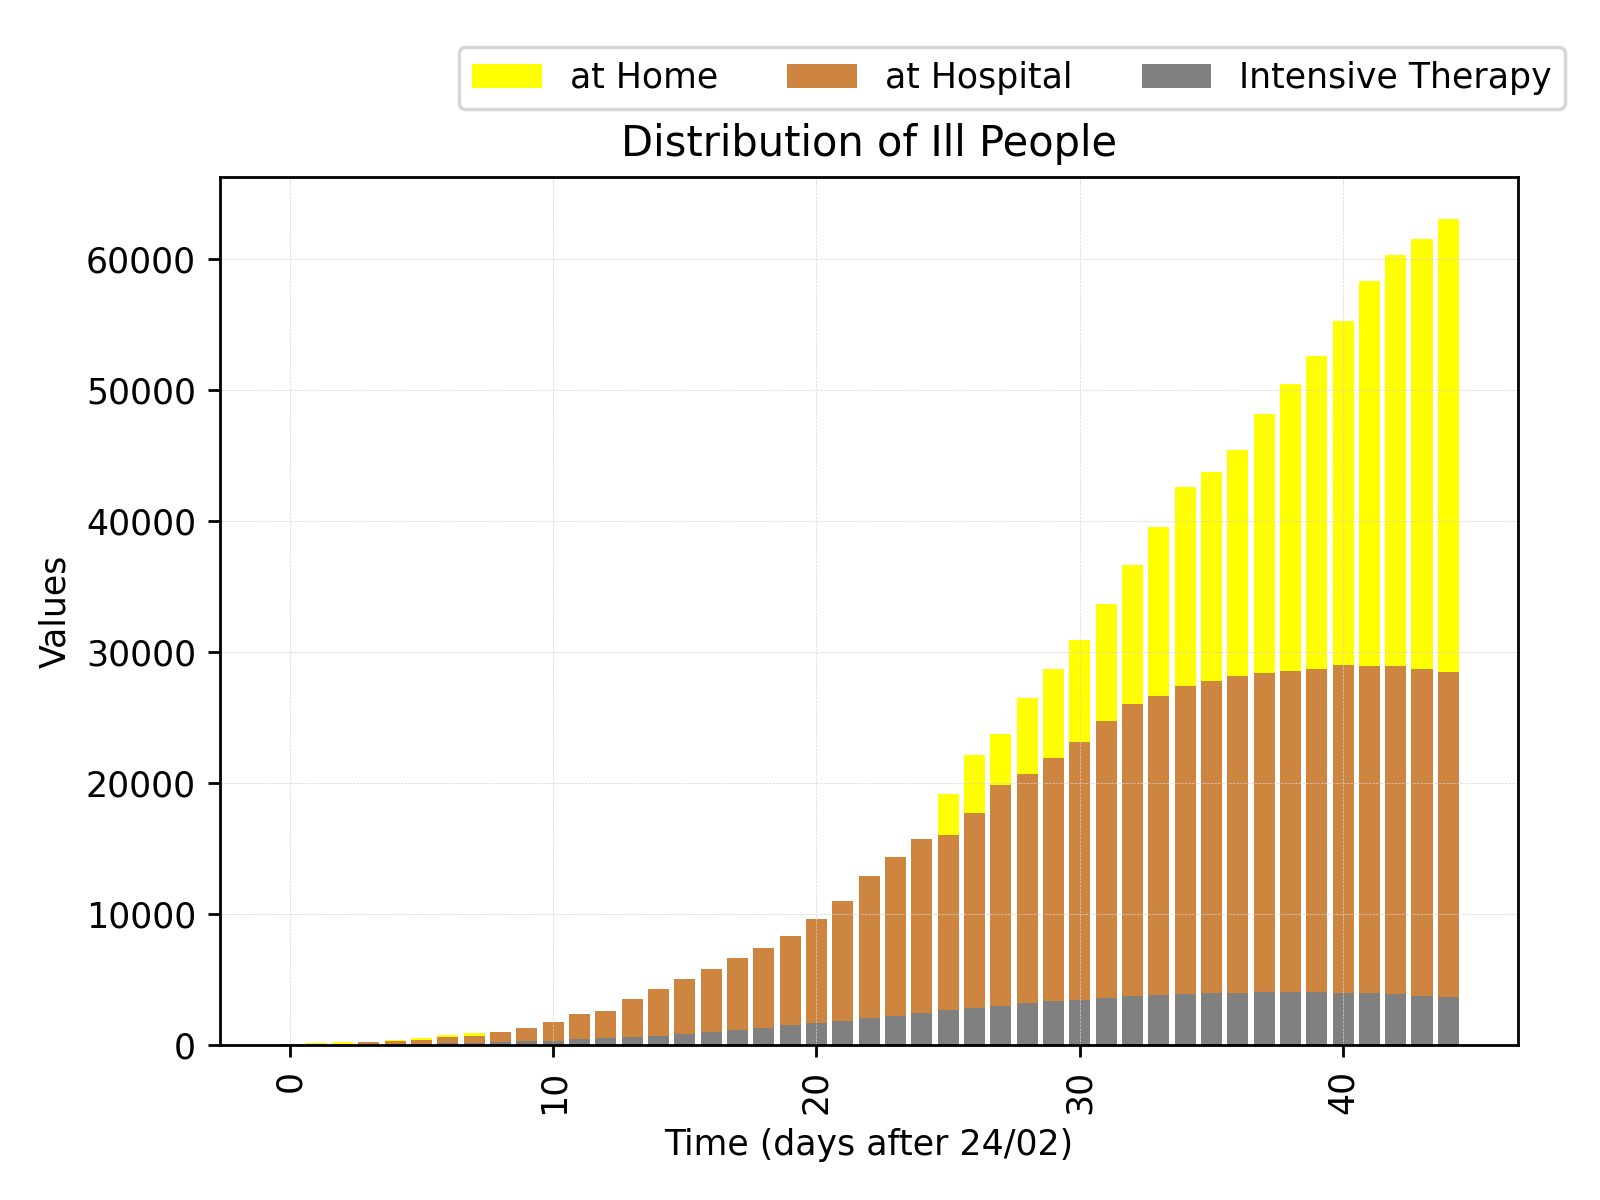 at Home at Hospital Intensive Therapy
Distribution of Ill People
60000
50000
40000
30000
20000
10000
0
Values
0 10 20 30 40
Time (days after 24/02)